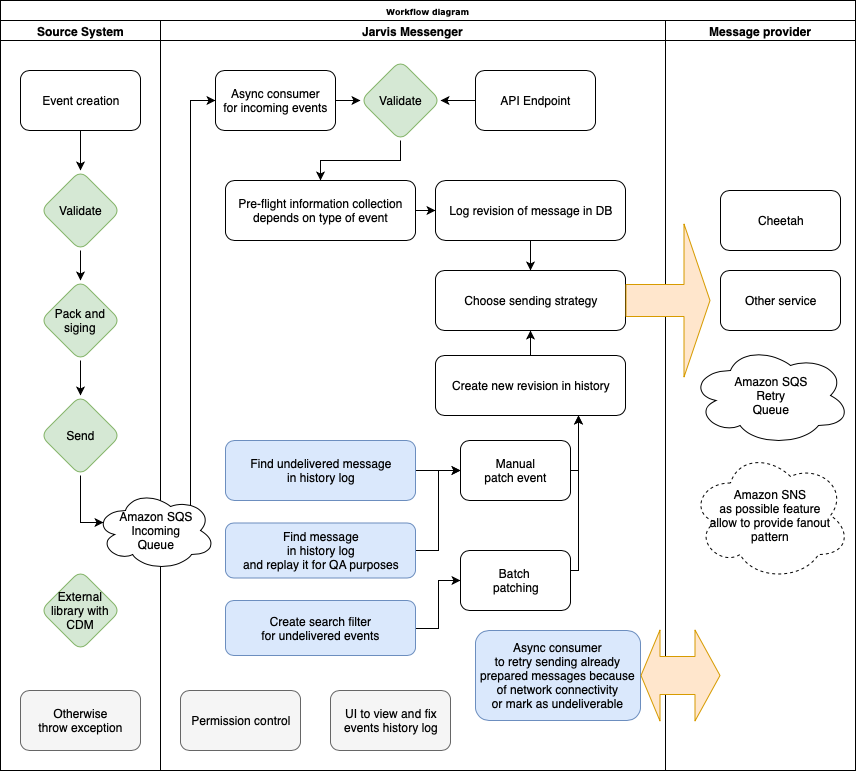 Workflow diagram
Source System
Jarvis Messenger
Message provider
Event creation
Validate
Pack and
siging
Send
Amazon SQS
Incoming
Queue
External
library with
CDM
Otherwise
throw exception
Async consumer
for incoming events
Validate
API Endpoint
Pre-flight information collection
depends on type of event
Log revision of message in DB
Choose sending strategy
Create new revision in history
Find undelivered message
in history log
Manual
patch event
Find message
in history log
and replay it for QA purposes
Batch
patching
Create search filter
for undelivered events
Async consumer
to retry sending already
prepared messages because
of network connectivity
or mark as undeliverable
Permission control
UI to view and fix
events history log
Cheetah
Other service
Amazon SQS
Retry
Queue
Amazon SNS
as possible feature
allow to provide fanout
pattern